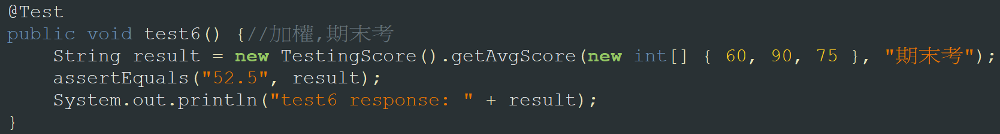 @Test
public void test6() {//加權,期末考
    String result = new TestingScore().getAvgScore(new int[] { 60, 90, 75 }, "期末考");
    assertEquals("52.5", result);
    System.out.println("test6 response: " + result);
}